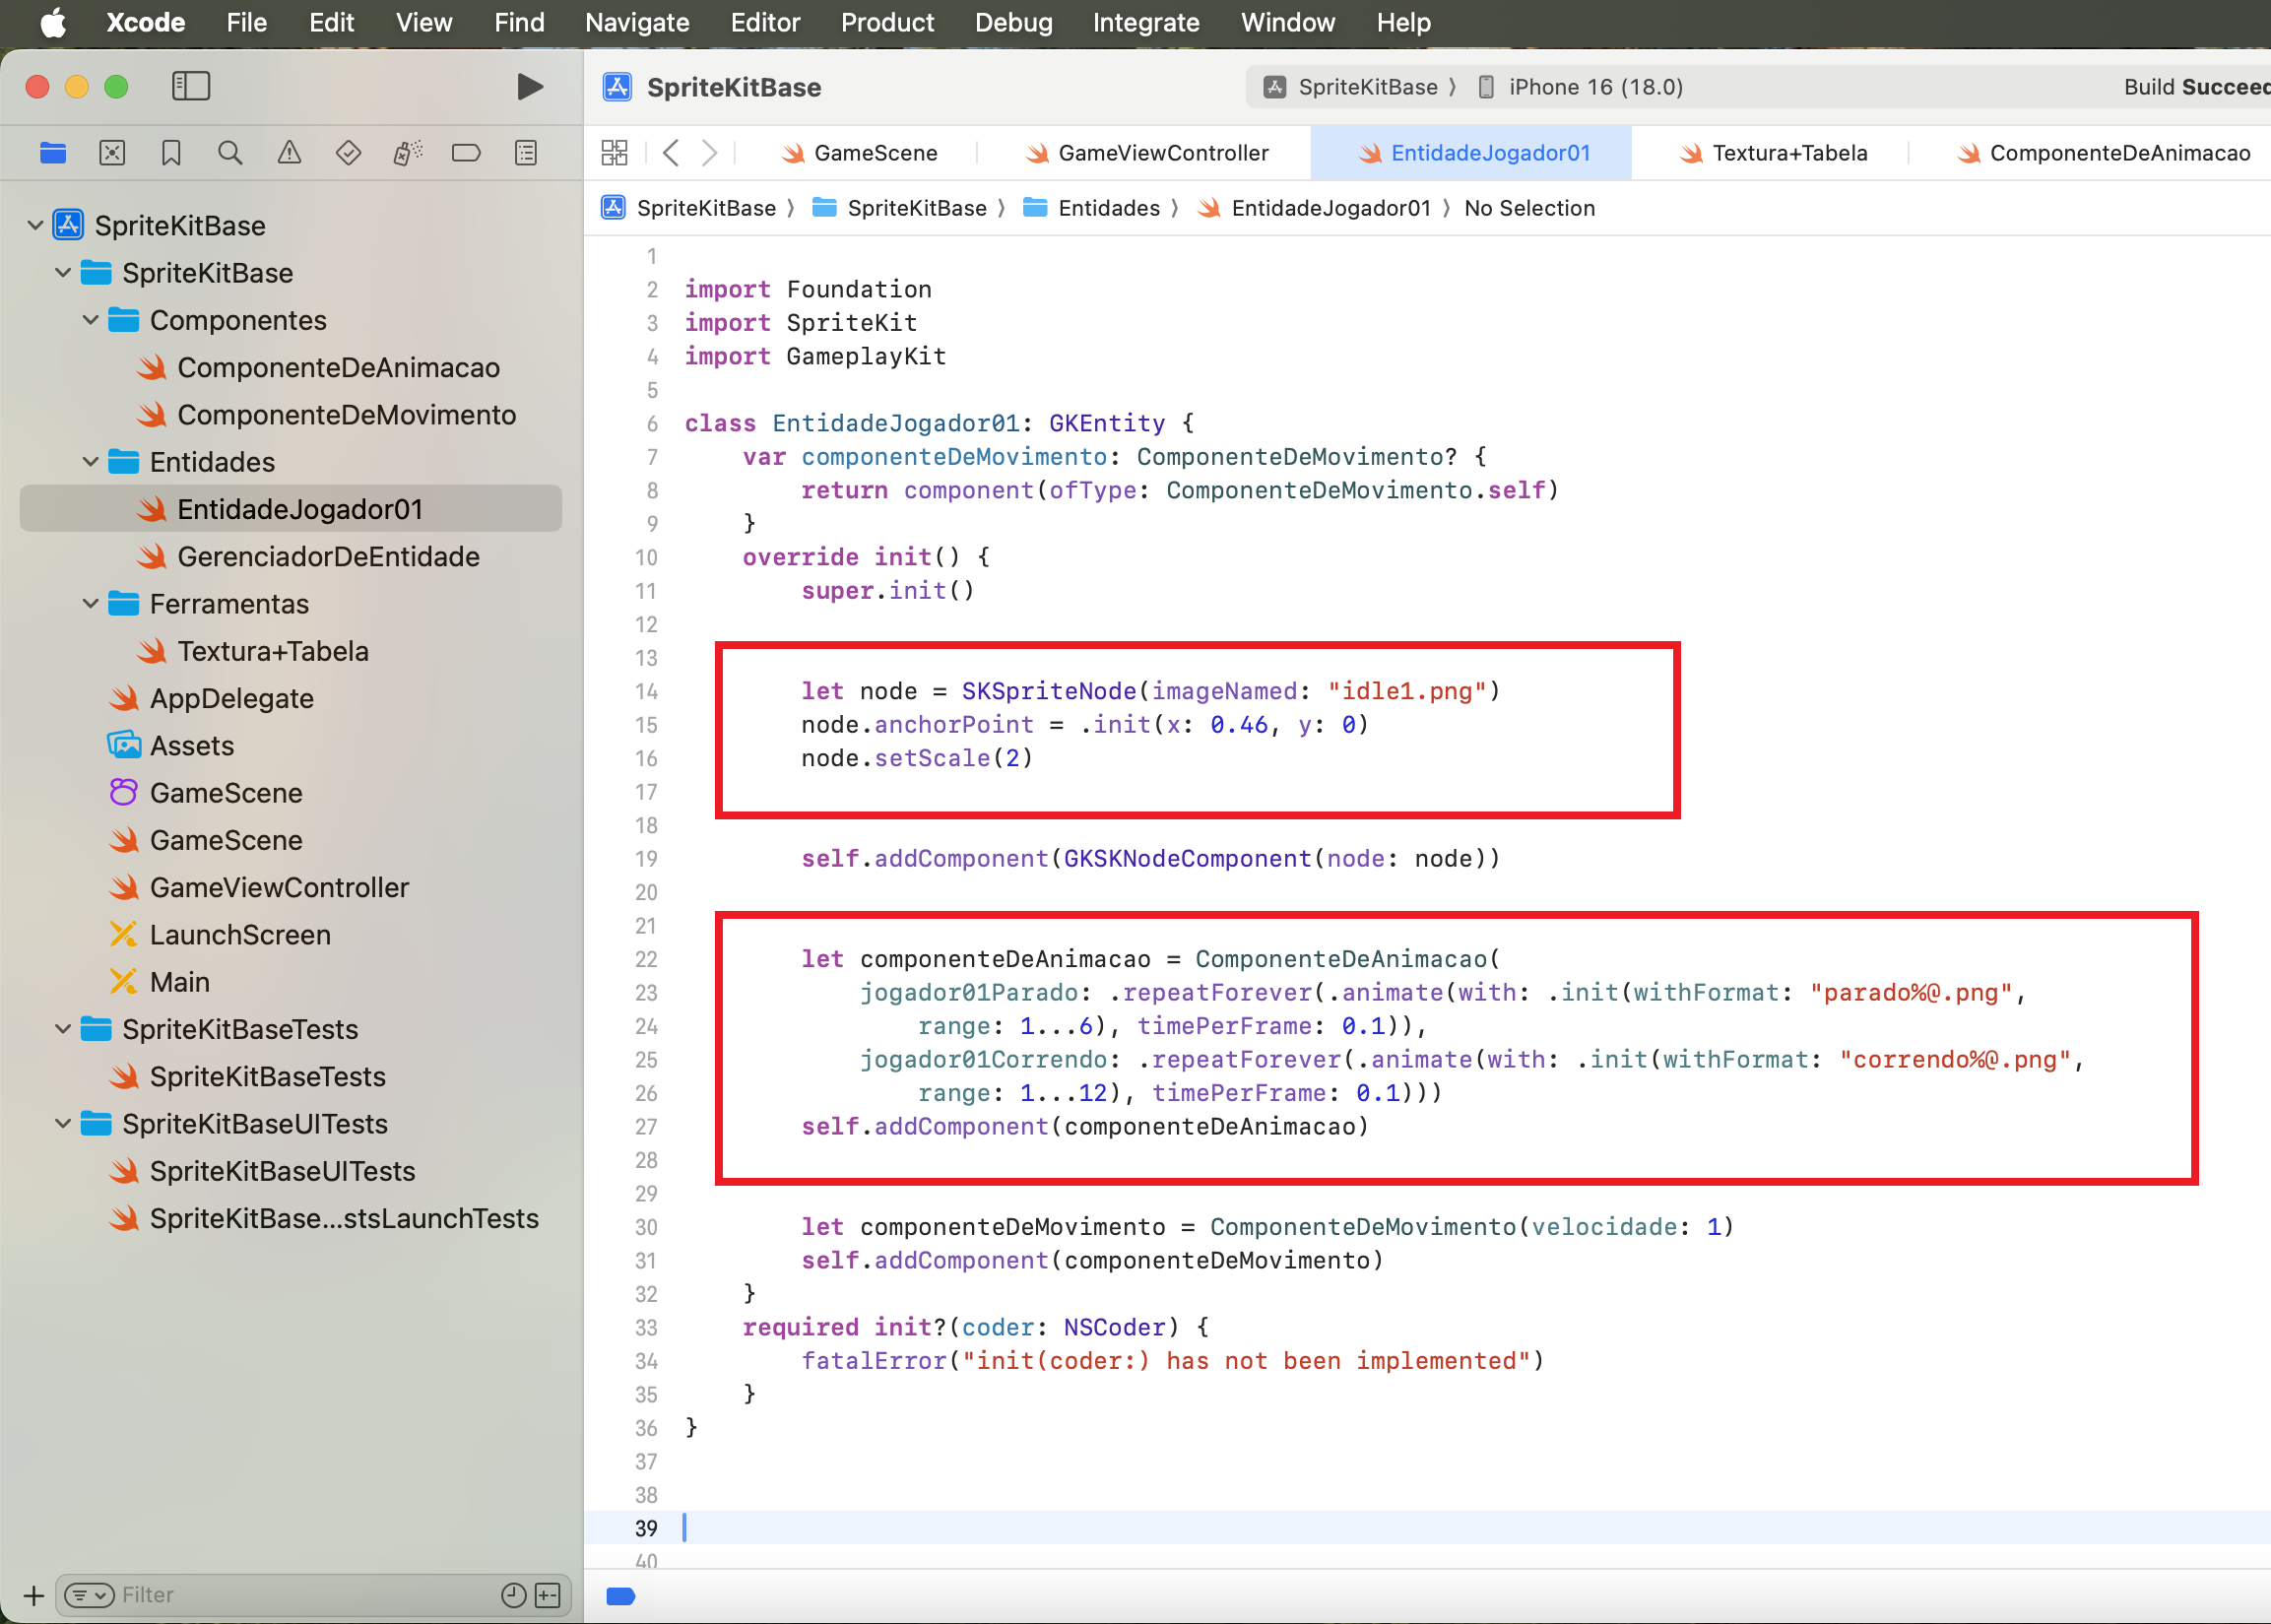 Xcode File Edit View Find Navigate Editor Product Debug Integrate Window Help
SpriteKitBase
SpriteKitBase
Componentes
ComponenteDeAnimacao
ComponenteDeMovimento
Entidades
EntidadeJogador01
GerenciadorDeEntidade
Ferramentas
Textura+Tabela
AppDelegate
Assets
GameScene
GameScene
GameViewController
LaunchScreen
Main
SpriteKitBaseTests
SpriteKitBaseTests
SpriteKitBaseUITests
SpriteKitBaseUITests
SpriteKitBase...stsLaunchTests
Filter
SpriteKitBase SpriteKitBase 〉 iPhone 16 (18.0) Build Succeed
GameScene GameViewController EntidadeJogador01 Textura+Tabela ComponenteDeAnimacao
SpriteKitBase 〉 SpriteKitBase 〉 Entidades 〉 EntidadeJogador01 〉 No Selection
1
2 import Foundation
3 import SpriteKit
4 import GameplayKit
5
6 class EntidadeJogador01: GKEntity {
7 var componenteDeMovimento: ComponenteDeMovimento? {
8 return component(ofType: ComponenteDeMovimento.self)
9 }
10 override init() {
11 super.init()
12
13
14 let node = SKSpriteNode(imageNamed: "idle1.png")
15 node.anchorPoint = .init(x: 0.46, y: 0)
16 node.setScale(2)
17
18
19 self.addComponent(GKSKNodeComponent(node: node))
20
21
22 let componenteDeAnimacao = ComponenteDeAnimacao(
23 jogador01Parado: .repeatForever(.animate(with: .init(withFormat: "parado%@.png",
24 range: 1...6), timePerFrame: 0.1)),
25 jogador01Correndo: .repeatForever(.animate(with: .init(withFormat: "correndo%@.png",
26 range: 1...12), timePerFrame: 0.1)))
27 self.addComponent(componenteDeAnimacao)
28
29
30 let componenteDeMovimento = ComponenteDeMovimento(velocidade: 1)
31 self.addComponent(componenteDeMovimento)
32 }
33 required init?(coder: NSCoder) {
34 fatalError("init(coder:) has not been implemented")
35 }
36 }
37
38
39
40